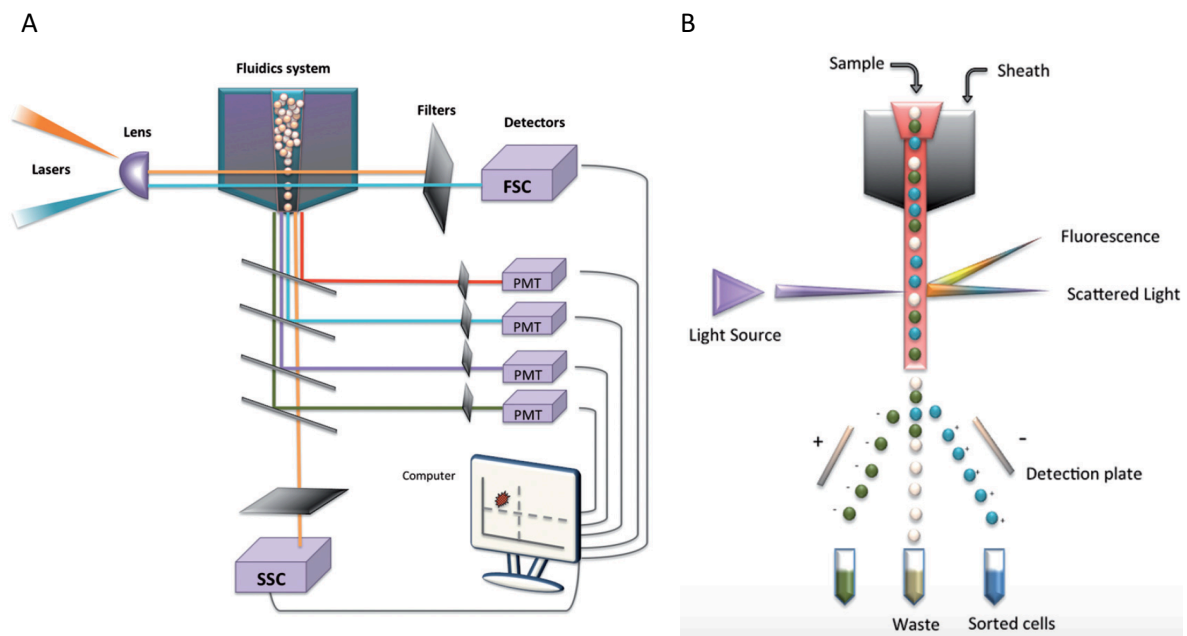 A
Fluidics system
Lens
Filters
Detectors
Lasers
FSC
PMT
PMT
PMT
PMT
Computer
SSC
B
Sample
Sheath
Fluorescence
Scattered Light
Light Source
+
-
- 
- 
- 
- 
- 
+
+
+
+
+
Detection plate
Waste
Sorted cells